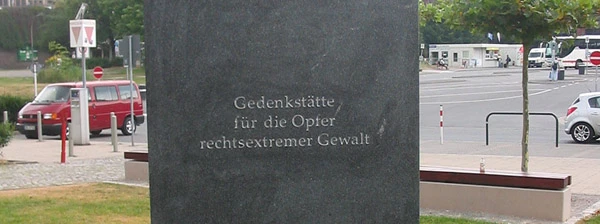 Gedenkstätte
für die Opfer
rechtsextremer Gewalt